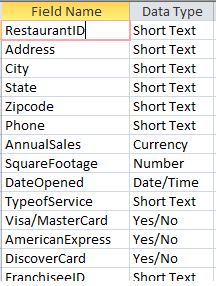 Field Name Data Type
RestaurantID Short Text
Address Short Text
City Short Text
State Short Text
Zipcode Short Text
Phone Short Text
AnnualSales Currency
SquareFootage Number
DateOpened Date/Time
TypeofService Short Text
Visa/MasterCard Yes/No
AmericanExpress Yes/No
DiscoverCard Yes/No
FranchiseeID Short Text